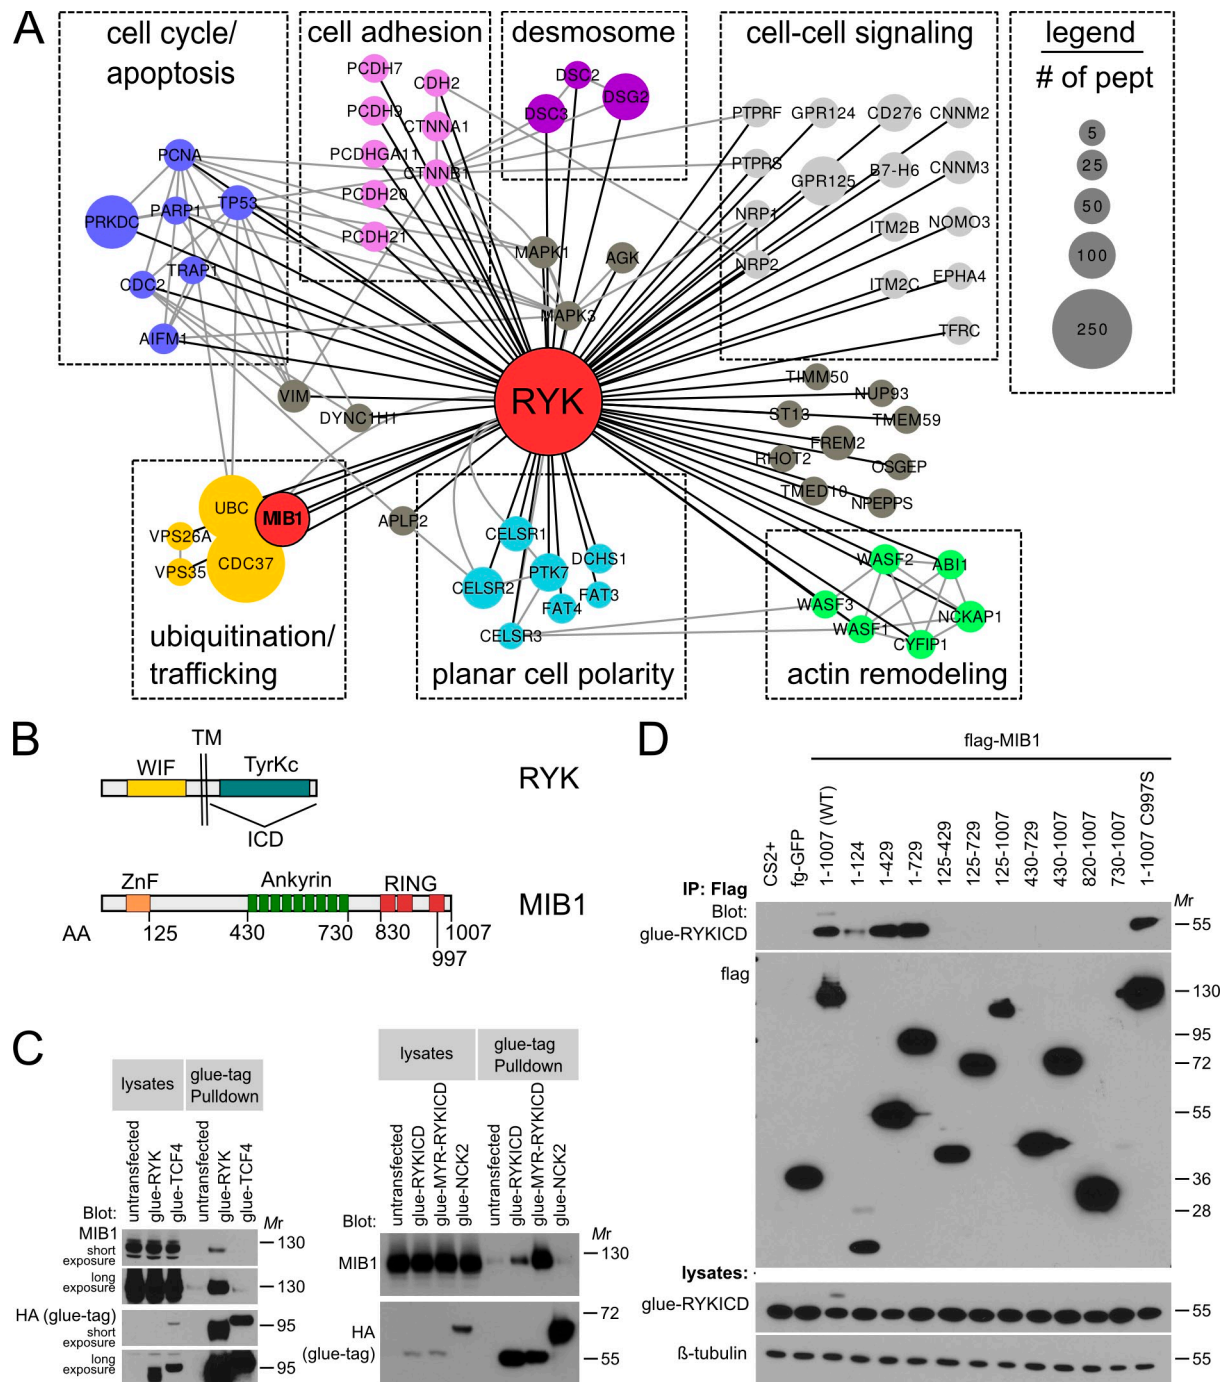 A
cell cycle/
apoptosis
cell adhesion
desmosome
cell-cell signaling
legend
# of pept
5
25
50
100
250
PCNA
PRKDC
PARP1
TP53
TRAP1
CDC2
AIFM1
PCDH7
CDH2
PCDH9
CTNNA1
PCDHGA11
CTNNB1
PCDH20
PCDH21
DSC2
DSG2
DSC3
MAPK1
AGK
MAPK3
PTPRF
GPR124
CD276
CNNM2
PTPRS
GPR125
B7-H6
CNNM3
NRP1
ITM2B
NOMO3
NRP2
ITM2C
EPHA4
TFRC
RYK
VIM
DYNC1H1
TIMM50
NUP93
ST13
TMEM59
FREM2
RHOT2
OSGEP
TMED10
NPEPPS
UBC
MIB1
VPS26A
VPS35
CDC37
ubiquitination/
trafficking
APLP2
CELSR1
DCHS1
PTK7
CELSR2
FAT3
FAT4
CELSR3
planar cell polarity
WASF2
ABI1
WASF3
NCKAP1
WASF1
CYFIP1
actin remodeling
B
TM
WIF
TyrKc
RYK
ICD
ZnF
Ankyrin
RING
MIB1
AA
125
430
730
830
1007
997
C
lysates
glue-tag
Pulldown
untransfected
glue-RYK
glue-TCF4
untransfected
glue-RYK
glue-TCF4
Blot:
Mr
MIB1
short
exposure
130
long
exposure
130
HA (glue-tag)
short
exposure
95
long
exposure
95
lysates
glue-tag
Pulldown
untransfected
glue-RYKICD
glue-MYR-RYKICD
glue-NCK2
untransfected
glue-RYKICD
glue-MYR-RYKICD
glue-NCK2
Blot:
Mr
MIB1
130
72
HA
(glue-tag)
55
D
flag-MIB1
CS2+
fg-GFP
1-1007 (WT)
1-124
1-429
1-729
125-429
125-729
125-1007
430-729
430-1007
820-1007
730-1007
1-1007 C997S
IP: Flag
Mr
Blot:
glue-RYKICD
55
flag
130
95
72
55
36
28
lysates:
glue-RYKICD
55
ß-tubulin
55